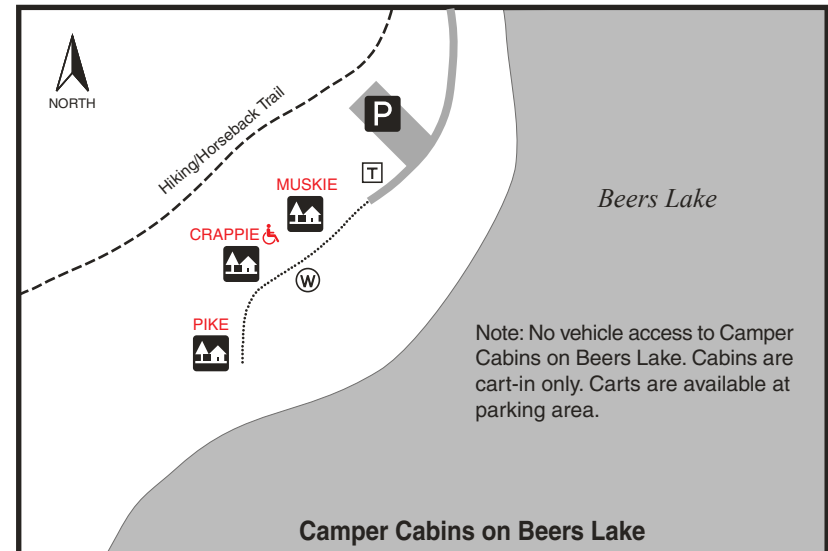 NORTH
Hiking/Horseback Trail
P
T
MUSKIE
CRAPPIE
W
PIKE
Beers Lake
Note: No vehicle access to Camper
Cabins on Beers Lake. Cabins are
cart-in only. Carts are available at
parking area.
Camper Cabins on Beers Lake